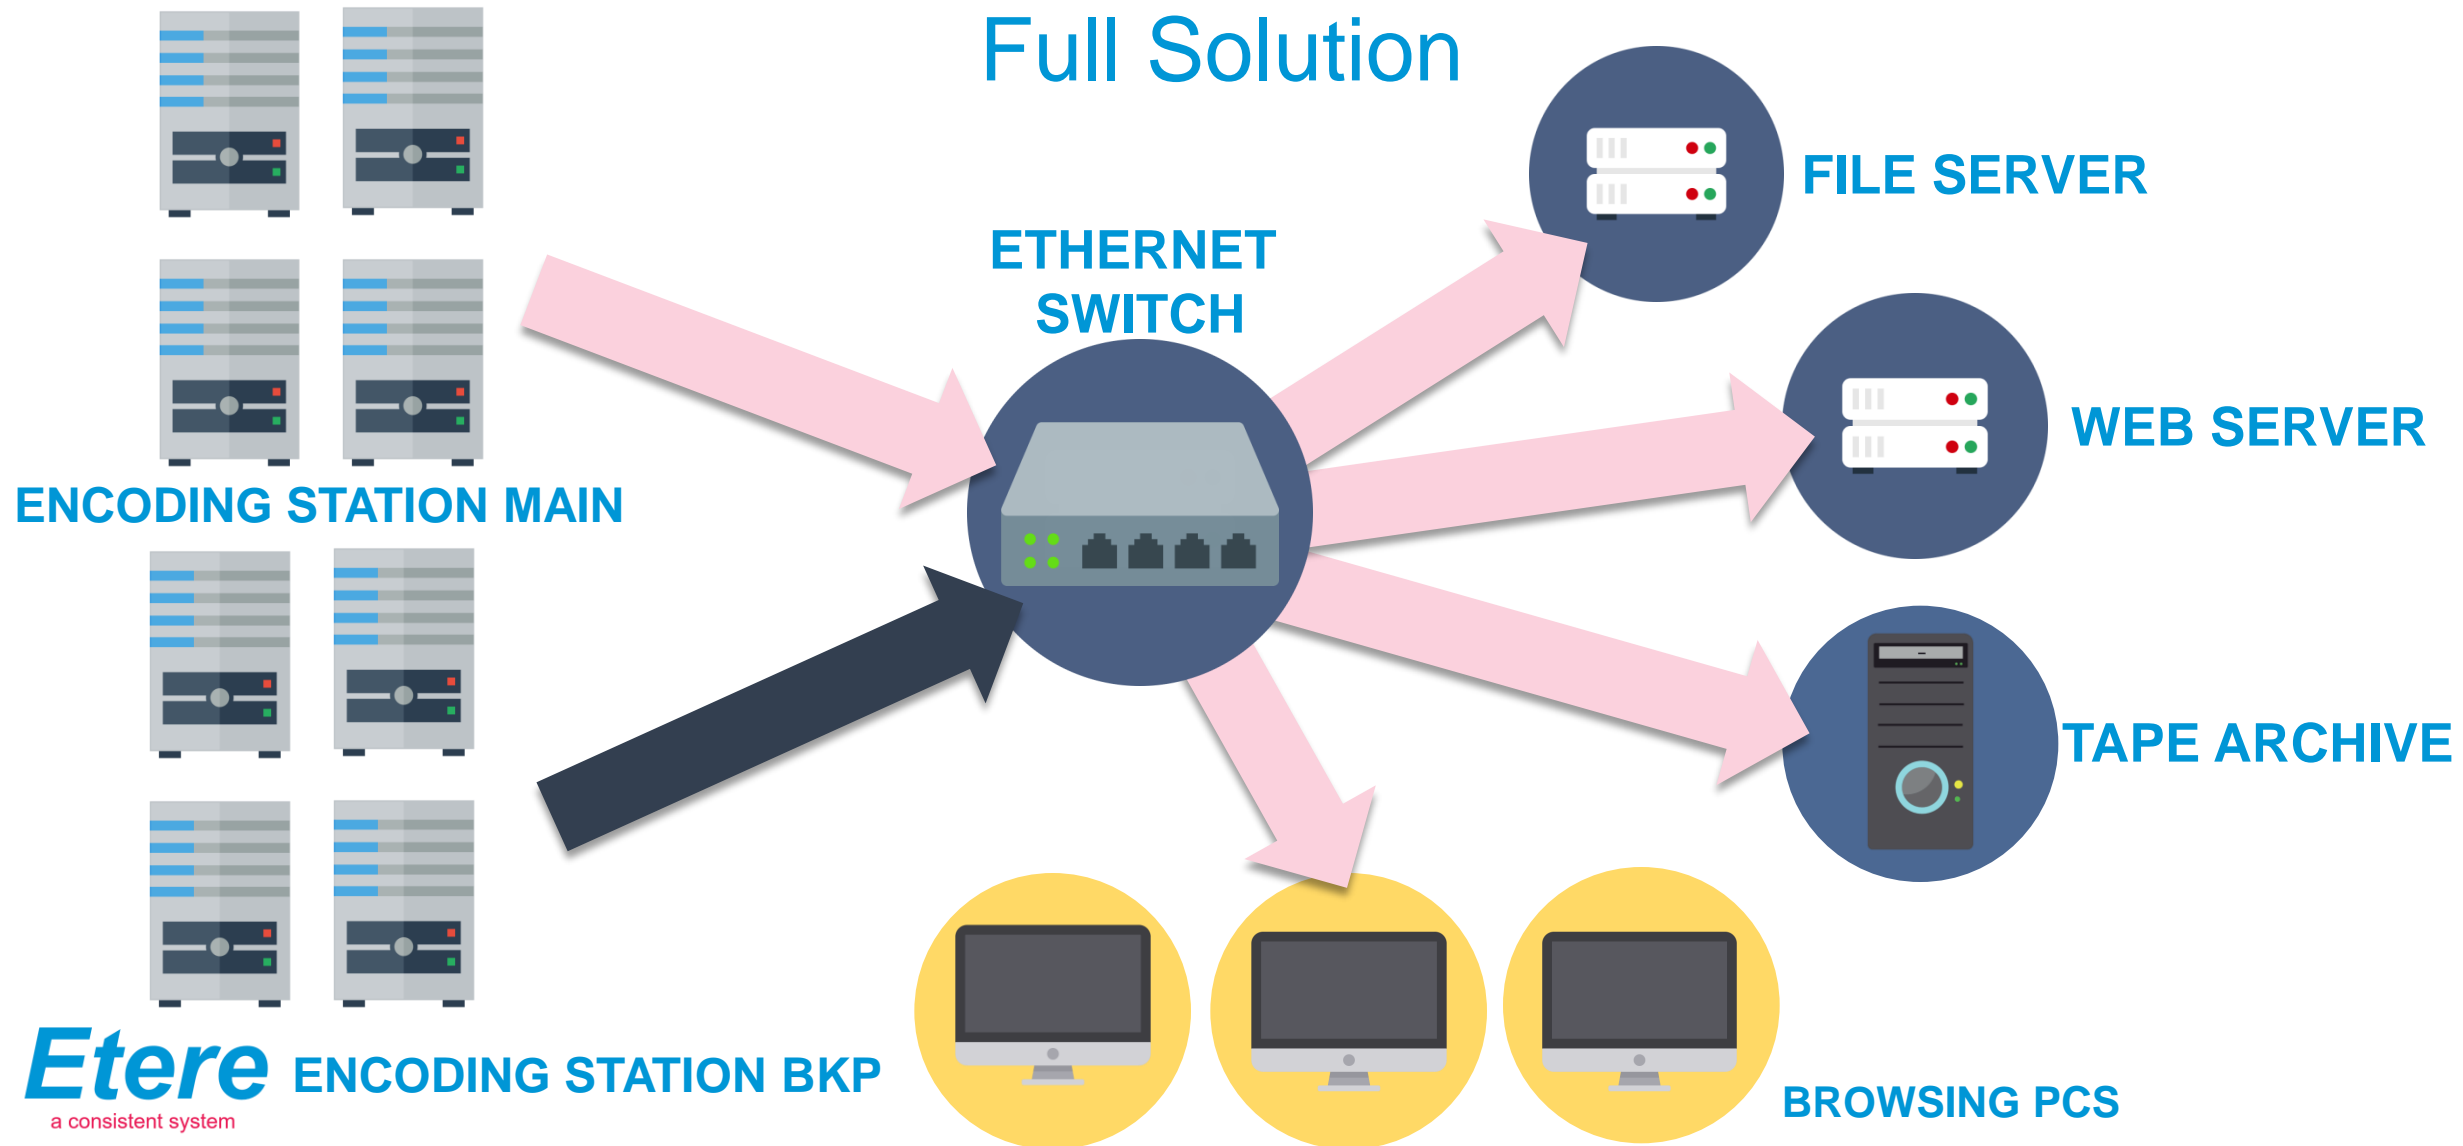 Full Solution
FILE SERVER
ETHERNET
SWITCH
WEB SERVER
ENCODING STATION MAIN
TAPE ARCHIVE
Etere
a consistent system
ENCODING STATION BKP
BROWSING PCS